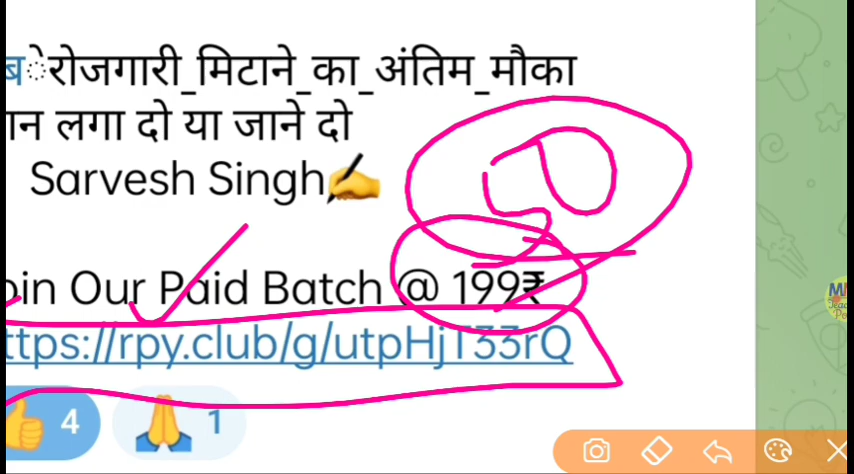 बेरोजगारी_मिटाने_का_अंतिम_मौका
लगा दो या जाने दो
Sarvesh Singh✍️
Our Paid Batch @ 199₹
ttps://rpy.club/g/utpHjT33rQ
👍 4 🙏 1